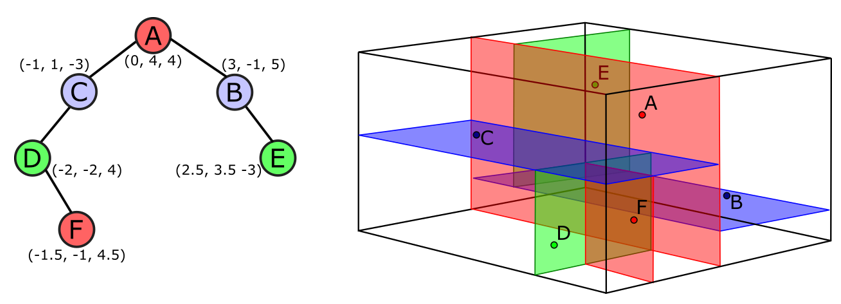 A
(0, 4, 4)
(-1, 1, -3)
C
(3, -1, 5)
B
D
(-2, -2, 4)
(2.5, 3.5 -3)
E
F
(-1.5, -1, 4.5)
E
A
C
B
F
D